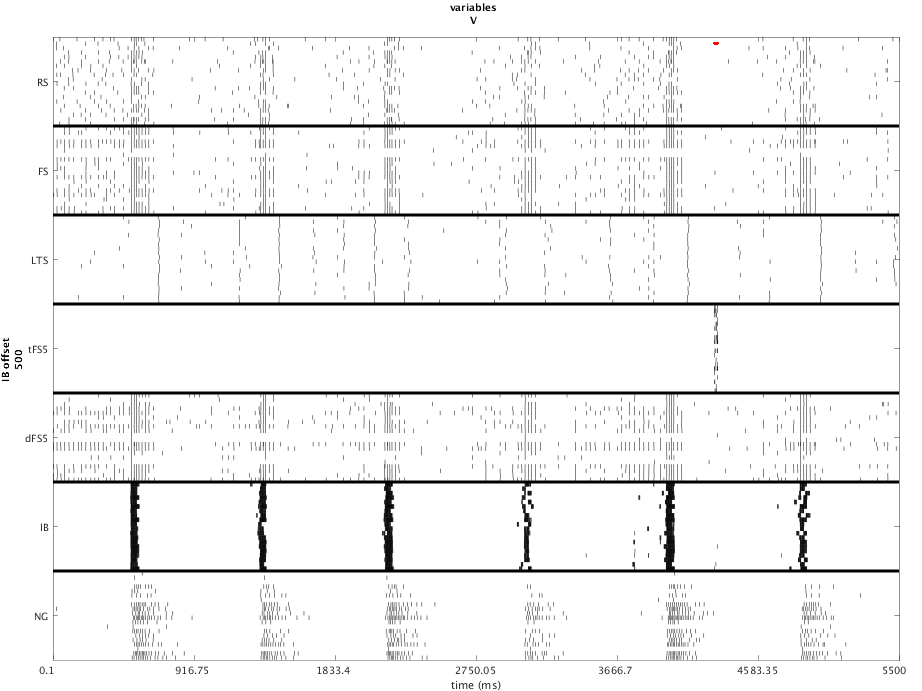 variables
V
RS
FS
LTS
IB offset
500
tFS5
dFS5
IB
NG
0.1 916.75 1833.4 2750.05 3666.7 4583.35 5500
time (ms)